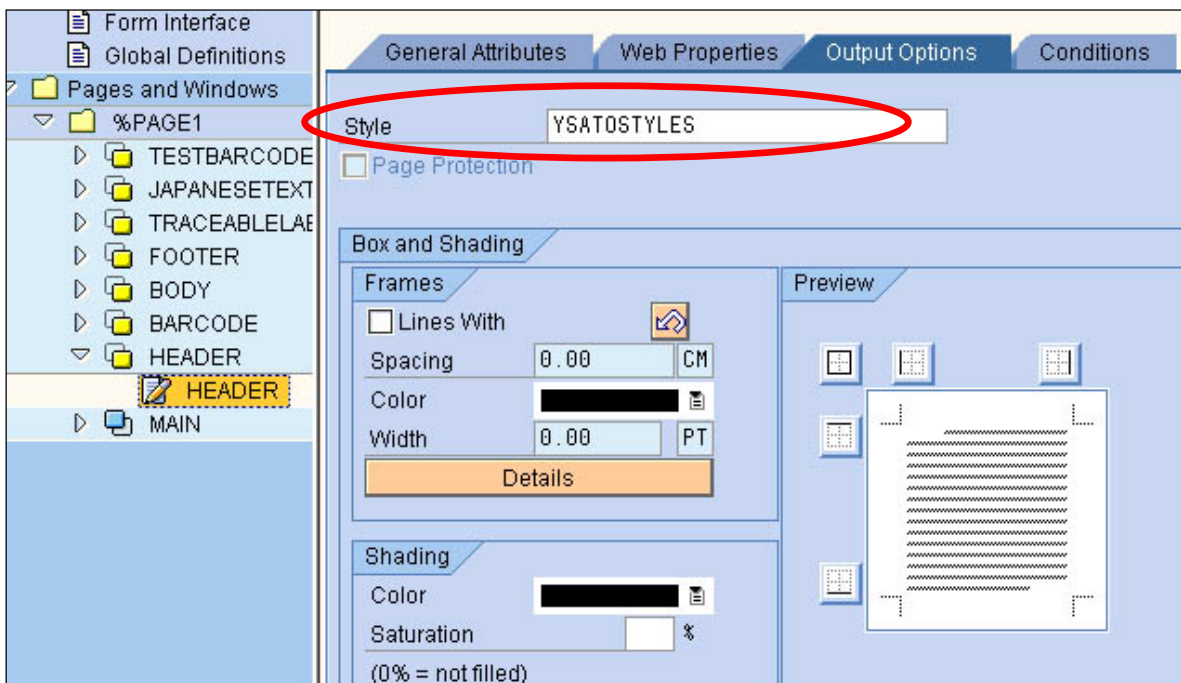 Form Interface
Global Definitions
Pages and Windows
%PAGE1
TESTBARCODE
JAPANESETEXT
TRACEABLELAB
FOOTER
BODY
BARCODE
HEADER
HEADER
MAIN
General Attributes Web Properties Output Options Conditions
Style YSATOSTYLES
Page Protection
Box and Shading
Frames
Lines With
Spacing 0.00 CM
Color
Width 0.00 PT
Details
Shading
Color
Saturation %
(0% = not filled)
Preview